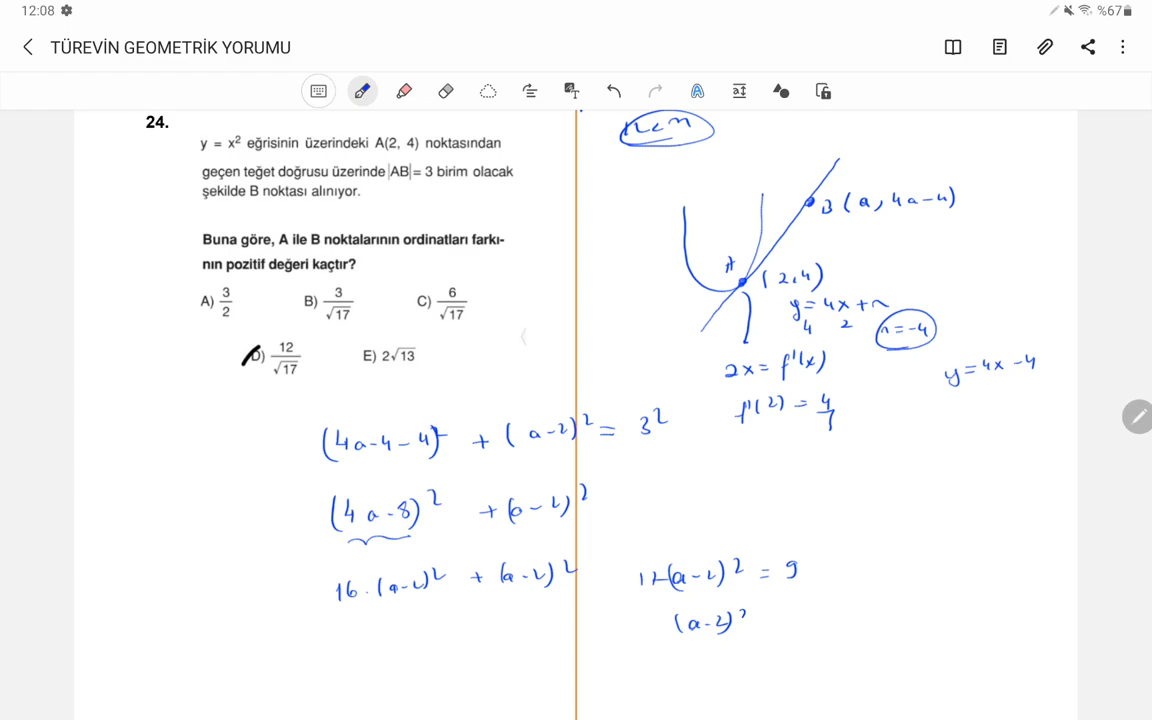 12:08
%67
TÜREVİN GEOMETRİK YORUMU
24.
y = x² eğrisinin üzerindeki A(2, 4) noktasından
geçen teğet doğrusu üzerinde |AB| = 3 birim olacak
şekilde B noktası alınıyor.
Buna göre, A ile B noktalarının ordinatları farkı-
nın pozitif değeri kaçtır?
A) 3/2 B) 3/√17 C) 6/√17
D) 12/√17 E) 2√13
B (a, 4a-4)
A (2,4)
y = 4x + n
4 2 n = -4
2x = f'(x)
y = 4x - 4
f'(2) = 4
(4a-4-4)² + (a-2)² = 3²
(4a-8)² + (a-2)²
16.(a-2)² + (a-2)² 17(a-2)² = 9
(a-2)²